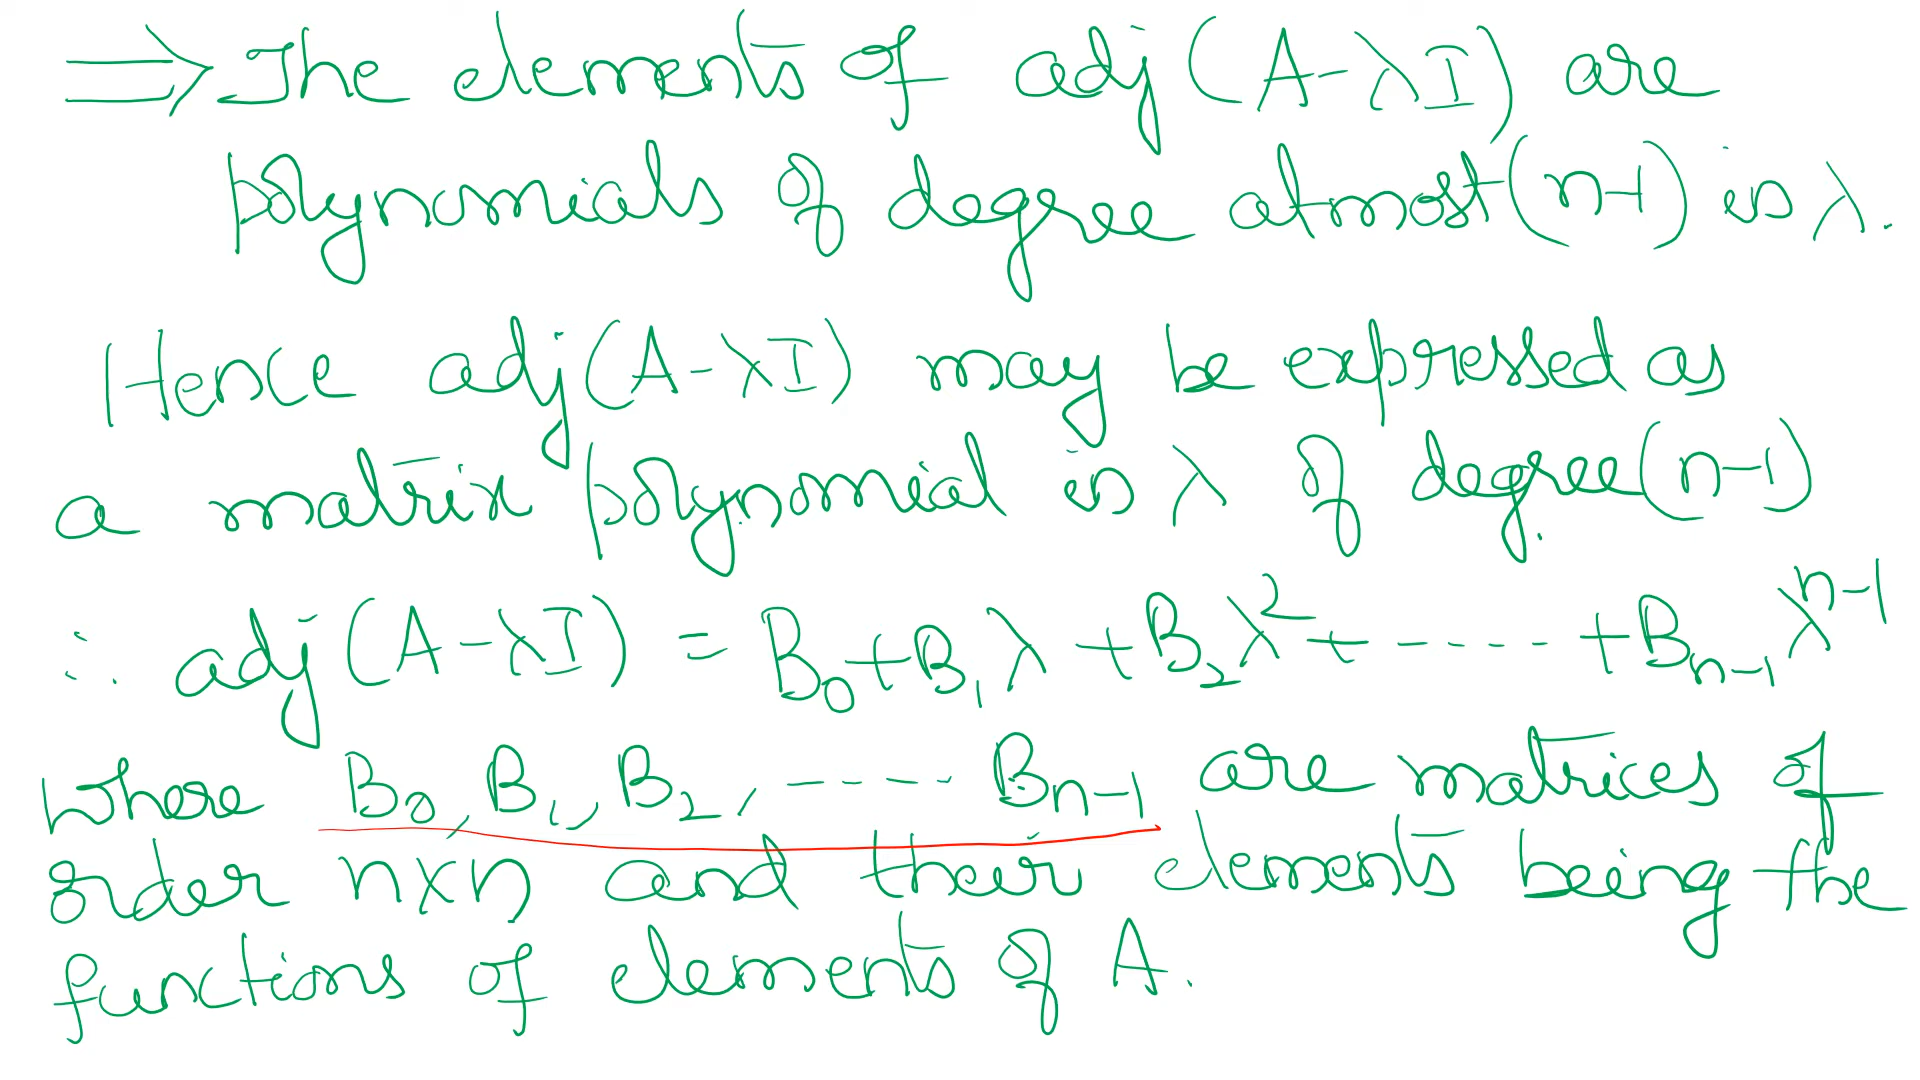 ⟹ The elements of adj (A-λI) are
polynomials of degree atmost (n-1) in λ.
Hence adj(A-λI) may be expressed as
a matrix polynomial in λ of degree (n-1)
∴ adj (A-λI) = B₀+B₁λ+B₂λ²+-----+Bₙ₋₁λⁿ⁻¹
Where B₀, B₁, B₂, ----- Bₙ₋₁ are matrices of
order n×n and their elements being the
functions of elements of A.